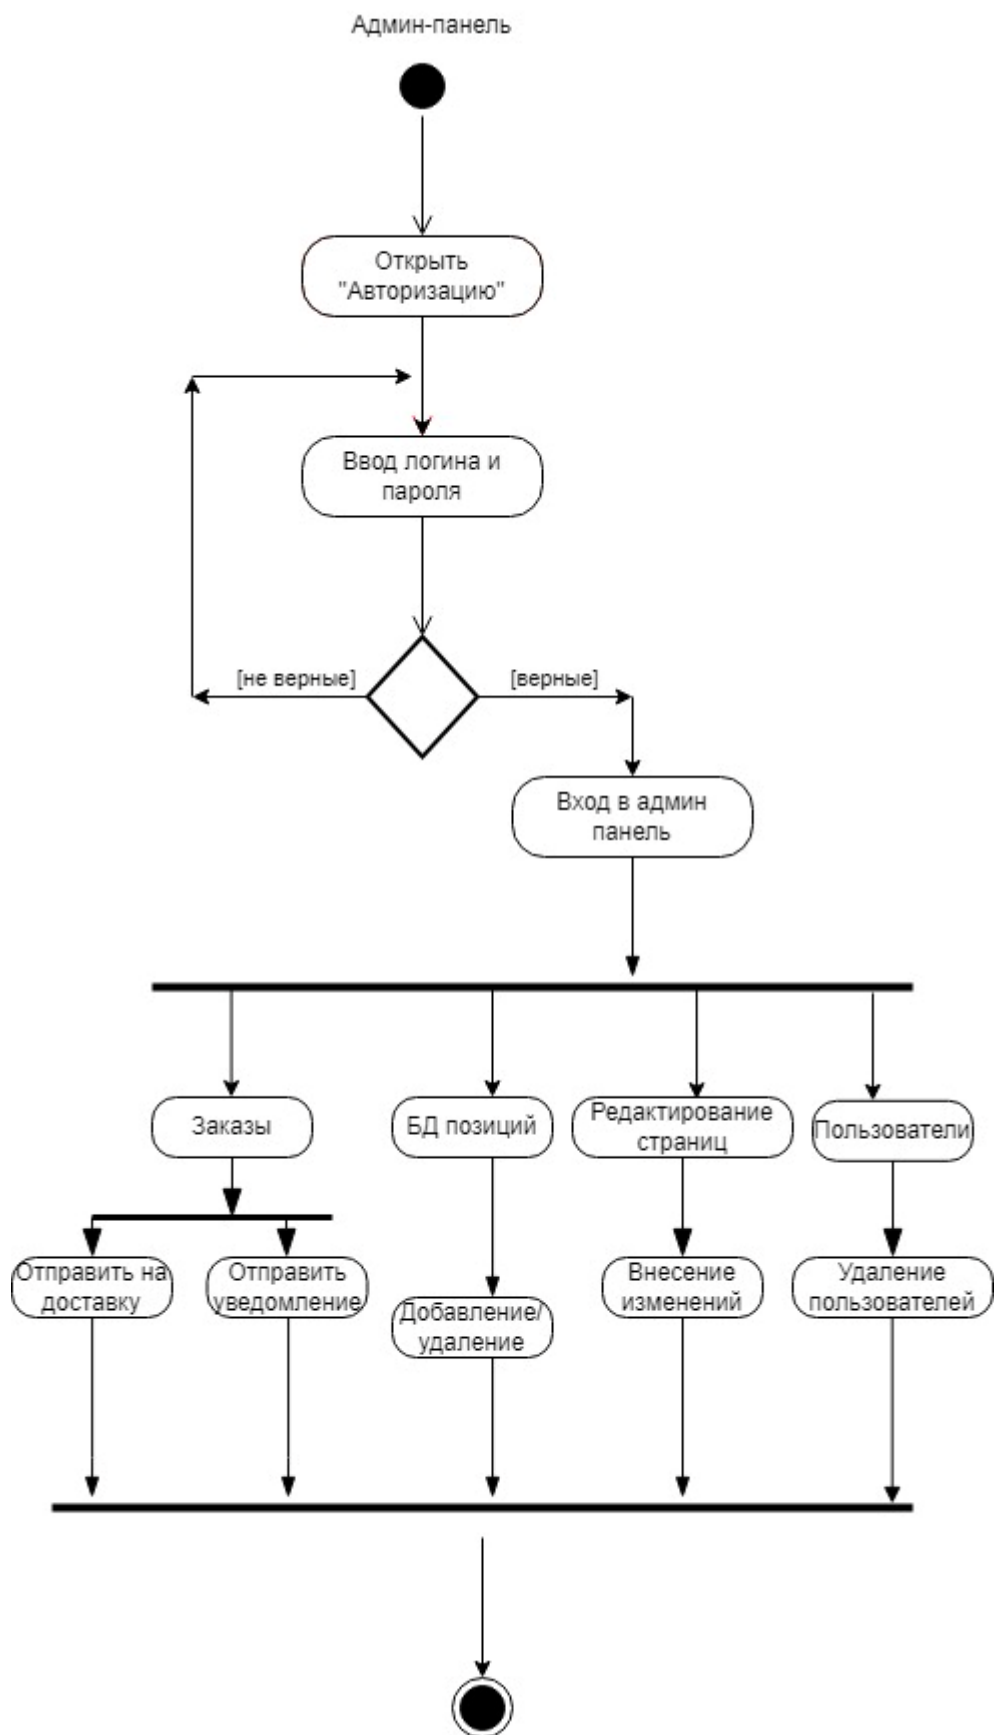 Админ-панель
Открыть
"Авторизацию"
Ввод логина и
пароля
[не верные]
[верные]
Вход в админ
панель
Заказы
БД позиций
Редактирование
страниц
Пользователи
Отправить на
доставку
Отправить
уведомление
Добавление/
удаление
Внесение
изменений
Удаление
пользователей